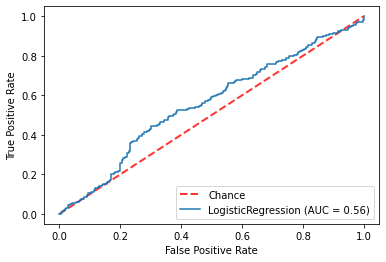 True Positive Rate
1.0
0.8
0.6
0.4
0.2
0.0
Chance
LogisticRegression (AUC = 0.56)
0.0 0.2 0.4 0.6 0.8 1.0
False Positive Rate